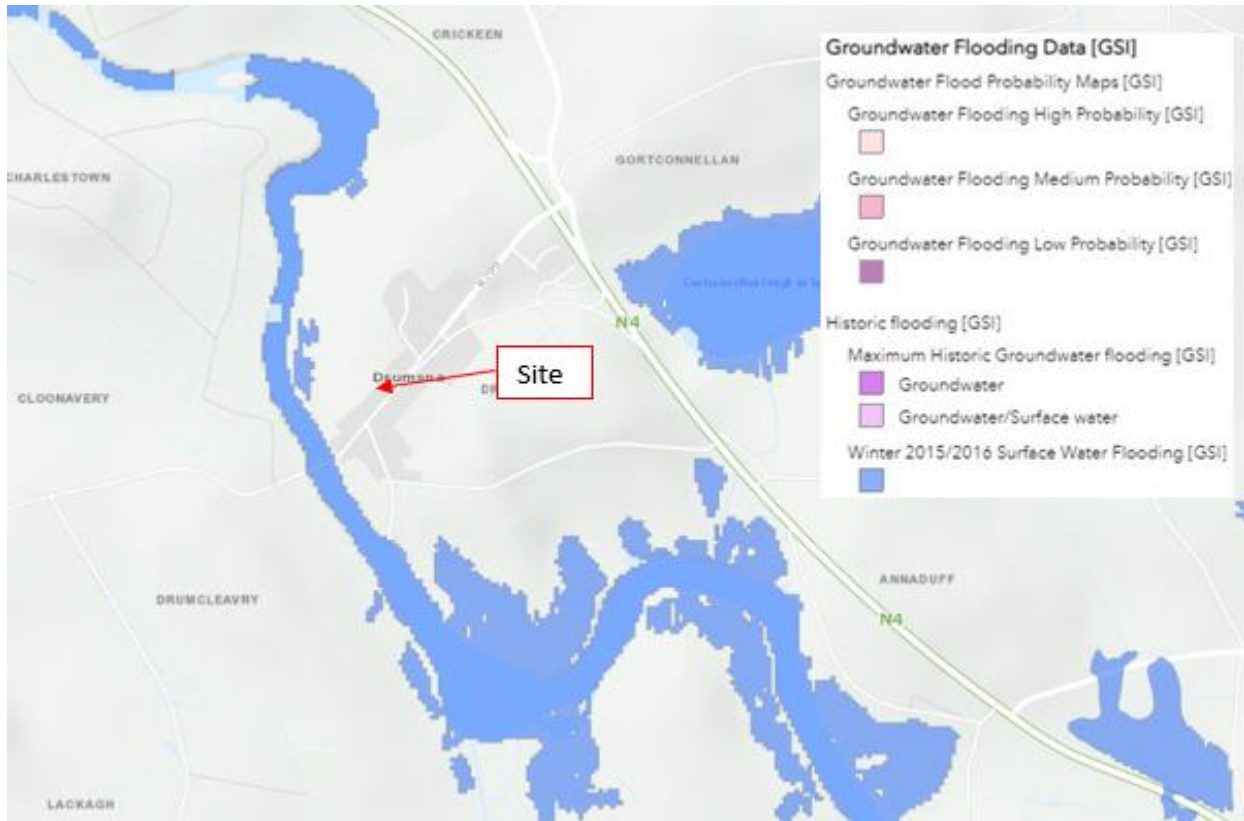 CRICKEEN
GORTCONNELLAN
CHARLESTOWN
N4
Site
CLOONAVERY
DRUMCLEAVRY
ANNADUFF
N4
LACKAGH
Groundwater Flooding Data [GSI]
Groundwater Flood Probability Maps [GSI]
Groundwater Flooding High Probability [GSI]
Groundwater Flooding Medium Probability [GSI]
Groundwater Flooding Low Probability [GSI]
Historic flooding [GSI]
Maximum Historic Groundwater flooding [GSI]
Groundwater
Groundwater/Surface water
Winter 2015/2016 Surface Water Flooding [GSI]